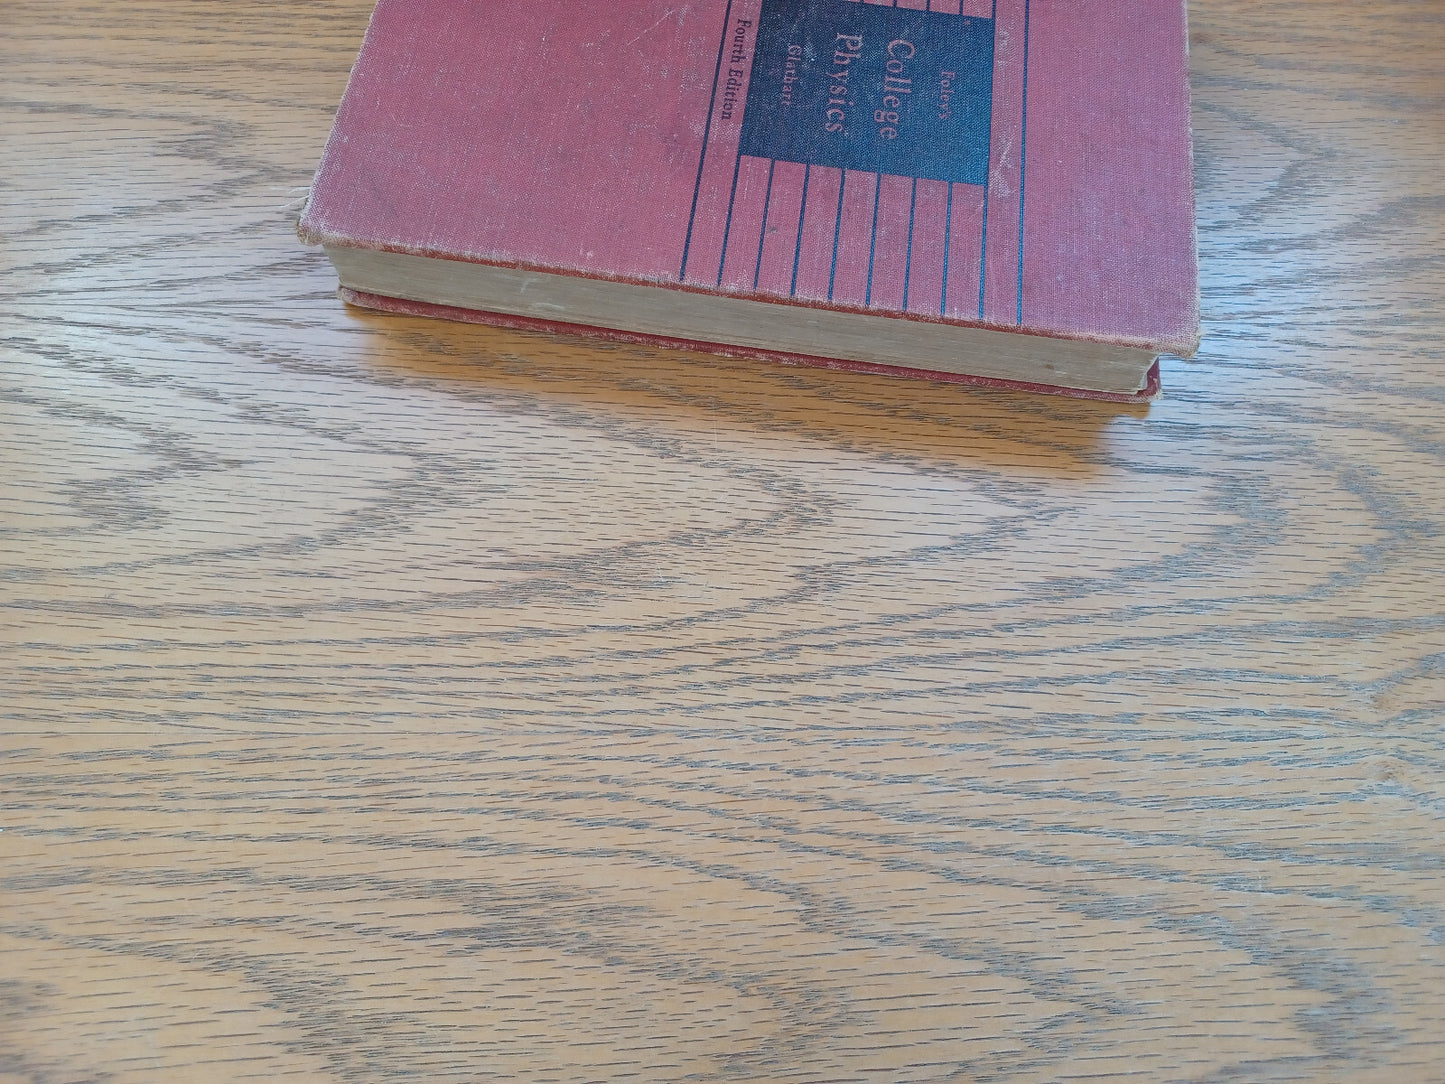 Foley's
College
Physics
Glathart
Fourth Edition